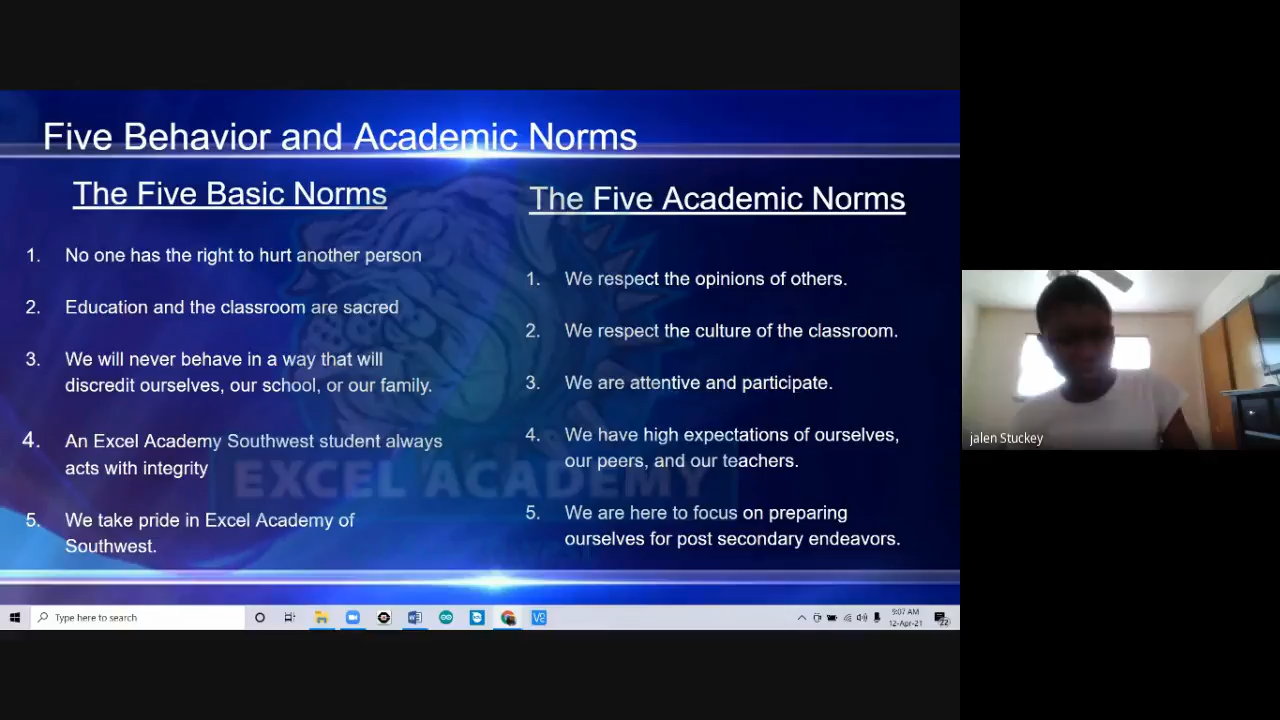 Five Behavior and Academic Norms
The Five Basic Norms
1. No one has the right to hurt another person
2. Education and the classroom are sacred
3. We will never behave in a way that will
discredit ourselves, our school, or our family.
4. An Excel Academy Southwest student always
acts with integrity
5. We take pride in Excel Academy of
Southwest.
The Five Academic Norms
1. We respect the opinions of others.
2. We respect the culture of the classroom.
3. We are attentive and participate.
4. We have high expectations of ourselves,
our peers, and our teachers.
5. We are here to focus on preparing
ourselves for post secondary endeavors.
EXCEL ACADEMY
jalen Stuckey
Type here to search
9:07 AM
12-Apr-21
22